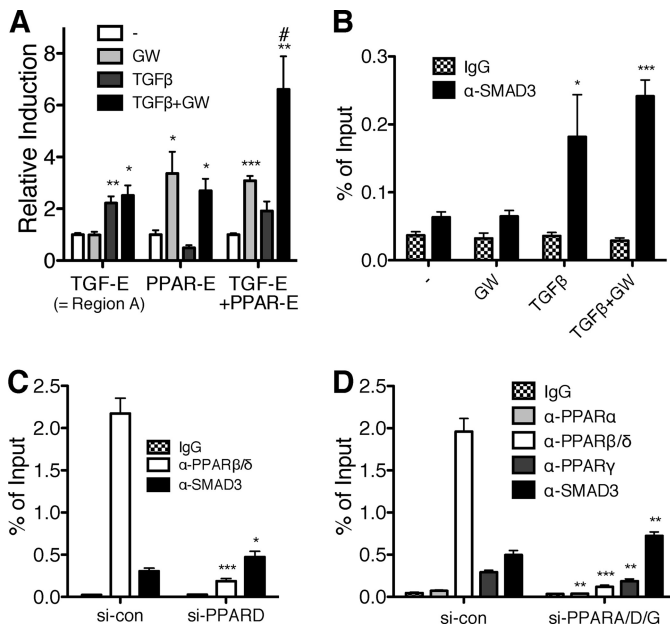 A
-
GW
TGFβ
TGFβ+GW
Relative Induction
8
6
4
2
0
** *
* *
*** # **
TGF-E PPAR-E TGF-E
(= Region A) +PPAR-E
B
IgG
α-SMAD3
% of Input
0.3
0.2
0.1
0.0
* ***
- GW TGFβ TGFβ+GW
C
IgG
α-PPARβ/δ
α-SMAD3
% of Input
2.5
2.0
1.5
1.0
0.5
0.0
*** *
si-con si-PPARD
D
IgG
α-PPARα
α-PPARβ/δ
α-PPARγ
α-SMAD3
% of Input
2.5
2.0
1.5
1.0
0.5
0.0
** *** ** **
si-con si-PPARA/D/G